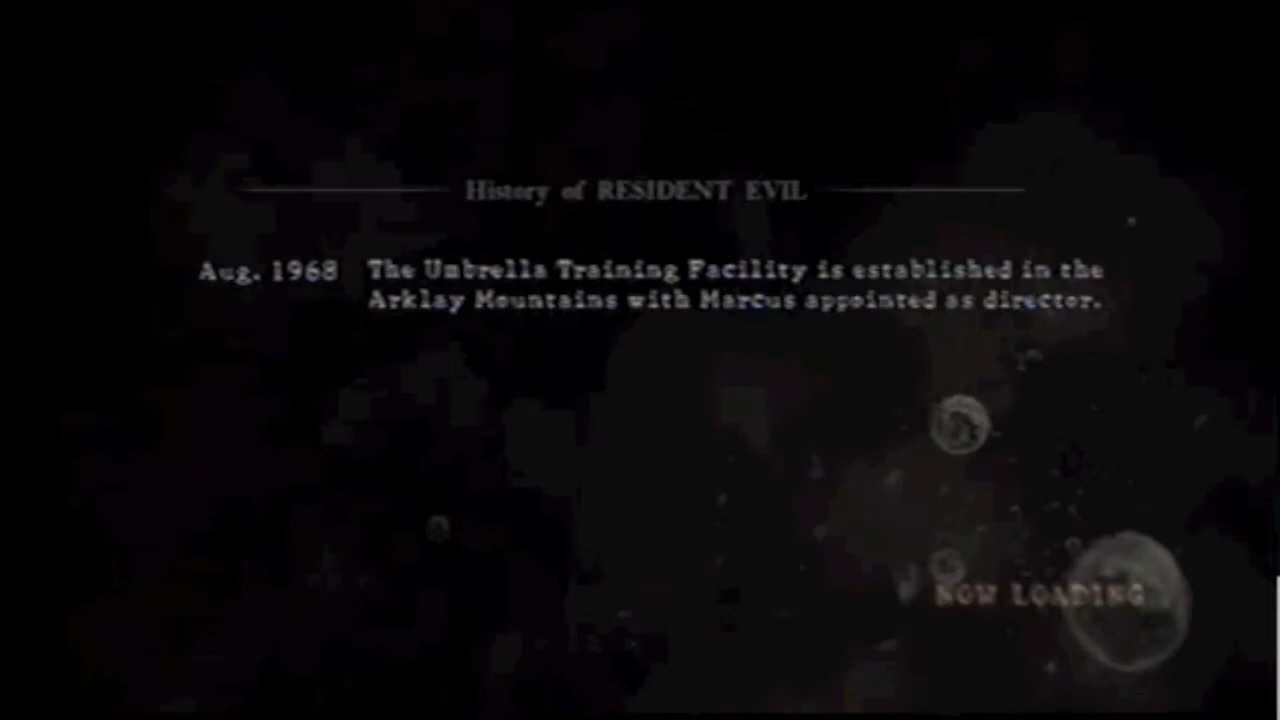 History of RESIDENT EVIL
Aug. 1968 The Umbrella Training Facility is established in the
Arklay Mountains with Marcus appointed as director.
NOW LOADING